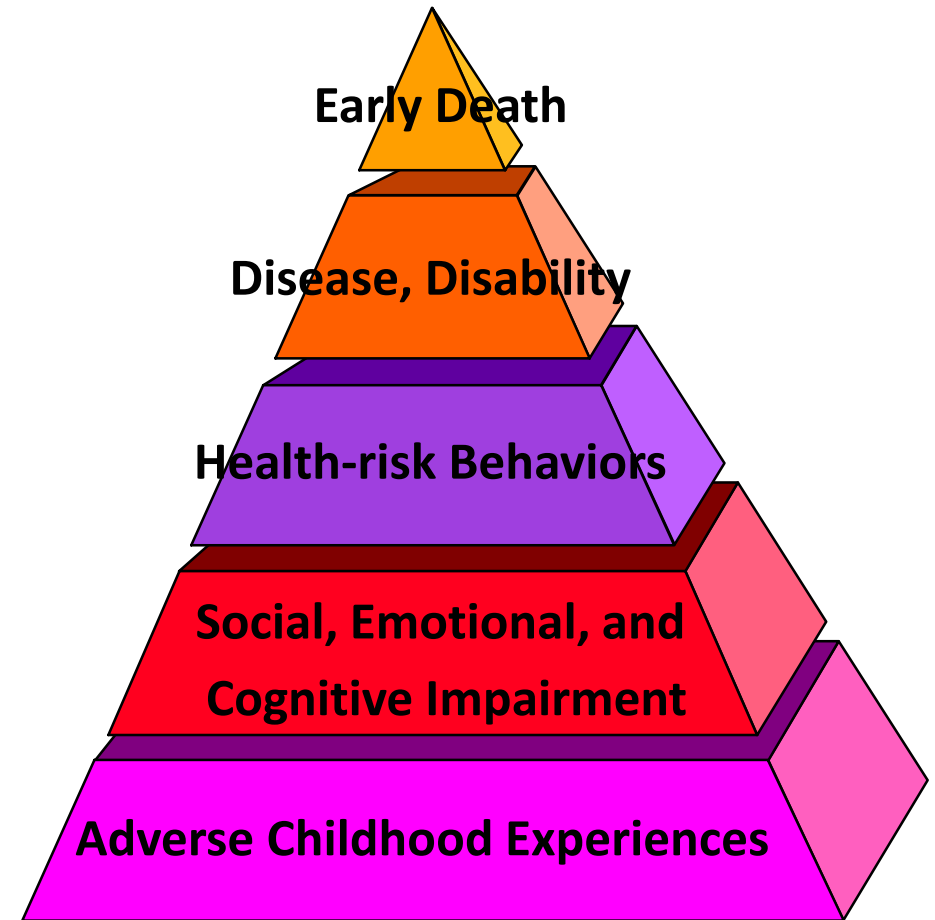 Early Death
Disease, Disability
Health-risk Behaviors
Social, Emotional, and
Cognitive Impairment
Adverse Childhood Experiences